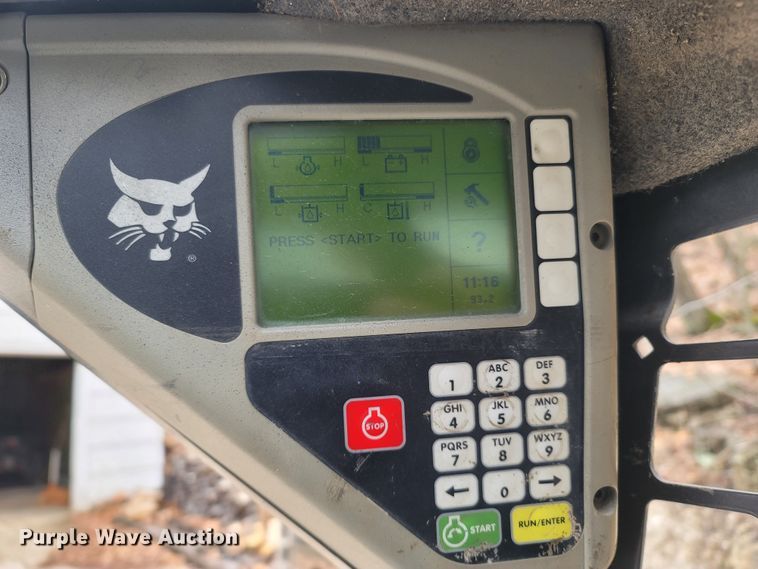 L H L H
L H C H
PRESS <START> TO RUN
?
11:16
93.2
®
1
ABC
2
DEF
3
STOP
GHI
4
JKL
5
MNO
6
PQRS
7
TUV
8
WXYZ
9
0
START
RUN/ENTER
Purple Wave Auction